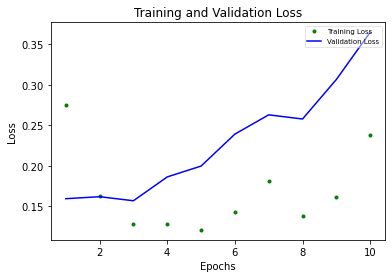 Training and Validation Loss
Training Loss
Validation Loss
0.35
0.30
0.25
0.20
0.15
Loss
2
4
6
8
10
Epochs